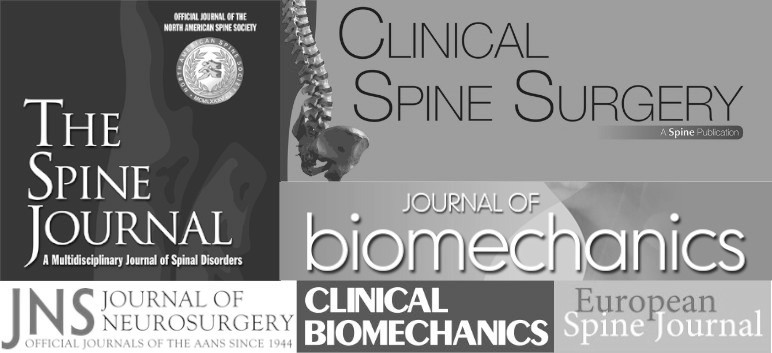 OFFICIAL JOURNAL OF THE
NORTH AMERICAN SPINE SOCIETY
THE
SPINE
JOURNAL
A Multidisciplinary Journal of Spinal Disorders
CLINICAL
SPINE SURGERY
A Spine Publication
JOURNAL OF
biomechanics
JNS JOURNAL OF
NEUROSURGERY
OFFICIAL JOURNALS OF THE AANS SINCE 1944
CLINICAL
BIOMECHANICS
European
Spine Journal